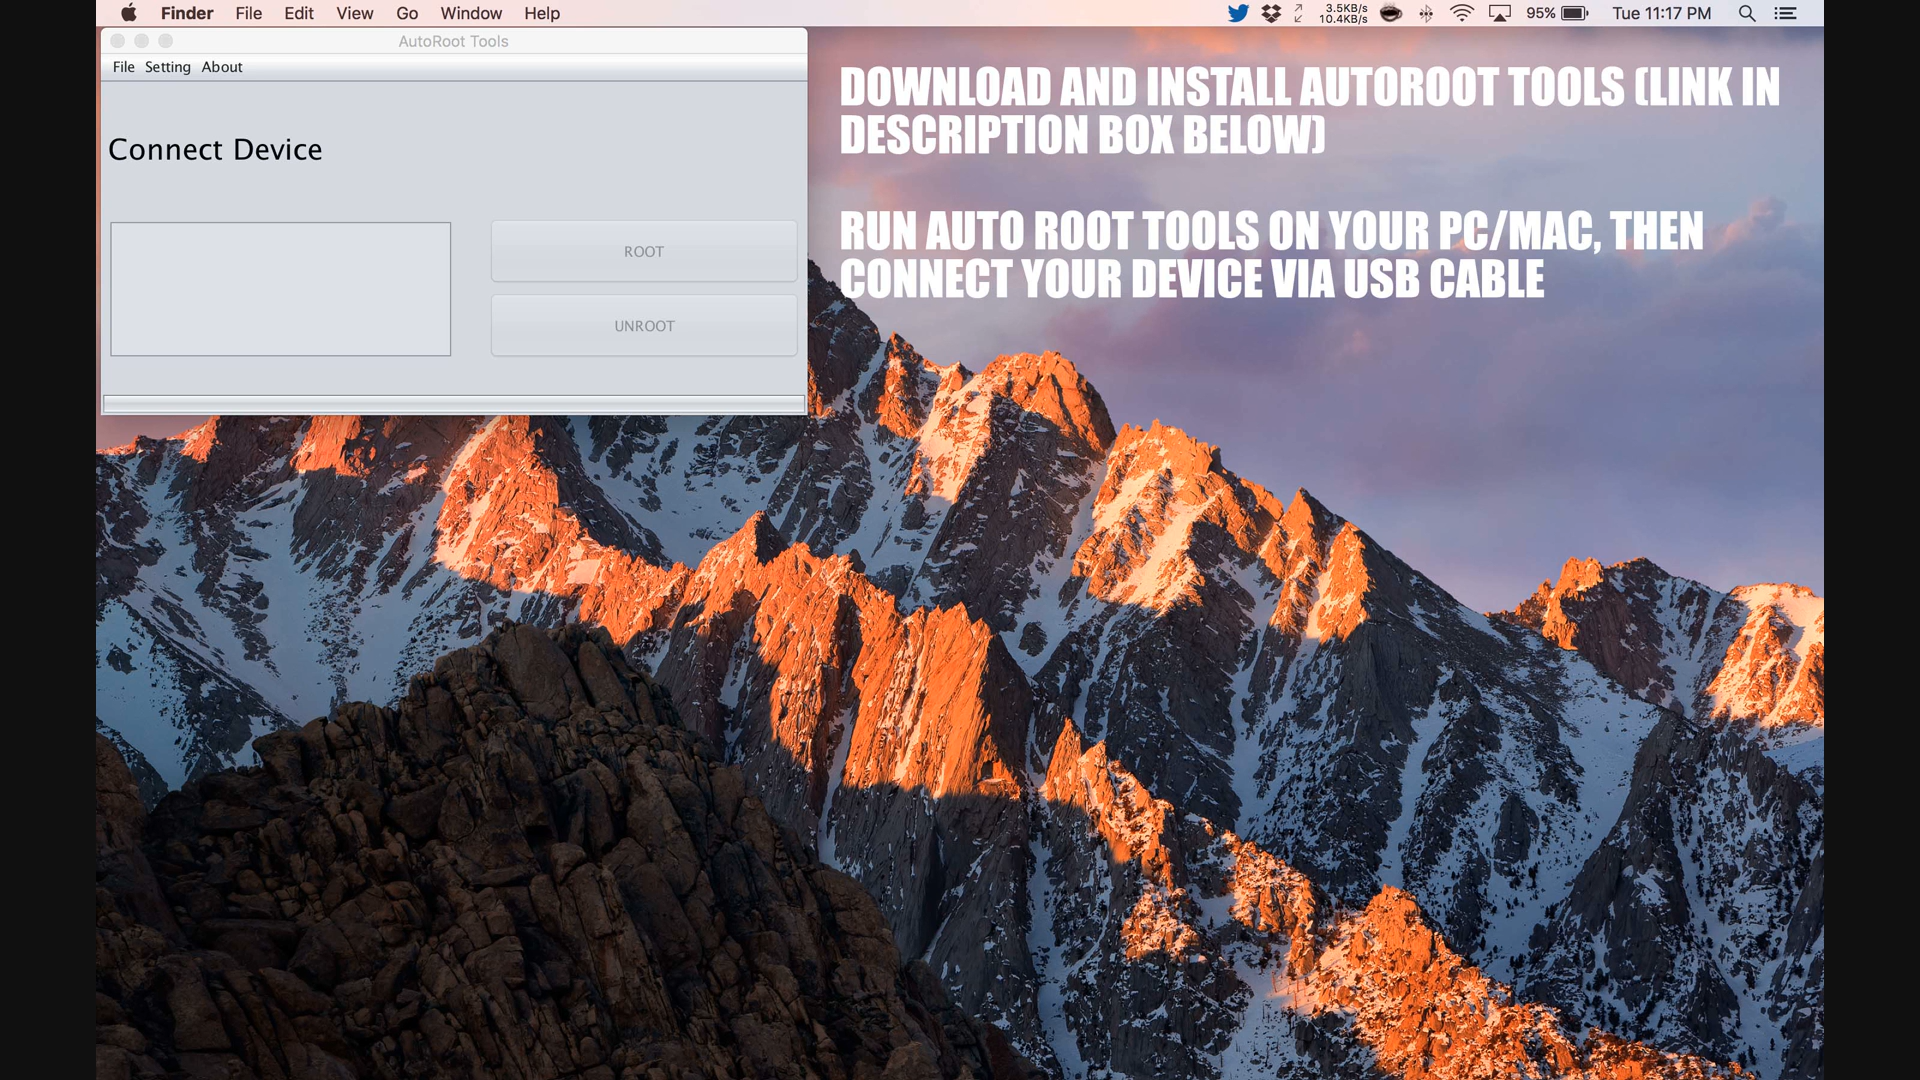 Finder File Edit View Go Window Help
3.5KB/s
10.4KB/s
95%
Tue 11:17 PM
AutoRoot Tools
File Setting About
Connect Device
ROOT
UNROOT
DOWNLOAD AND INSTALL AUTOROOT TOOLS (LINK IN
DESCRIPTION BOX BELOW)
RUN AUTO ROOT TOOLS ON YOUR PC/MAC, THEN
CONNECT YOUR DEVICE VIA USB CABLE